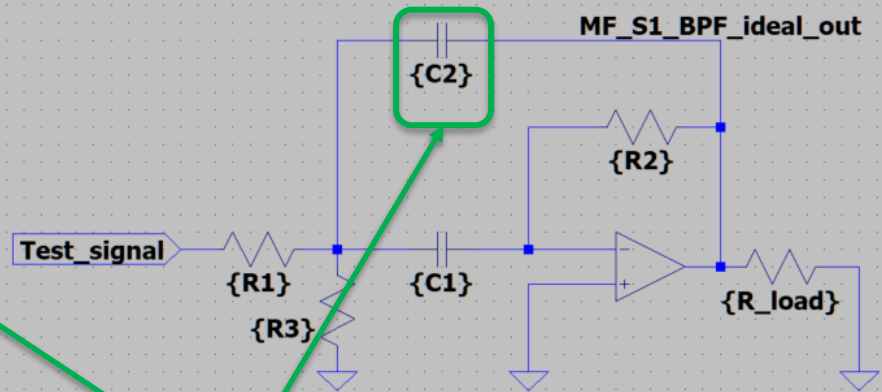 MF_S1_BPF_ideal_out
{C2}
{R2}
Test_signal
{R1}
{C1}
{R_load}
{R3}